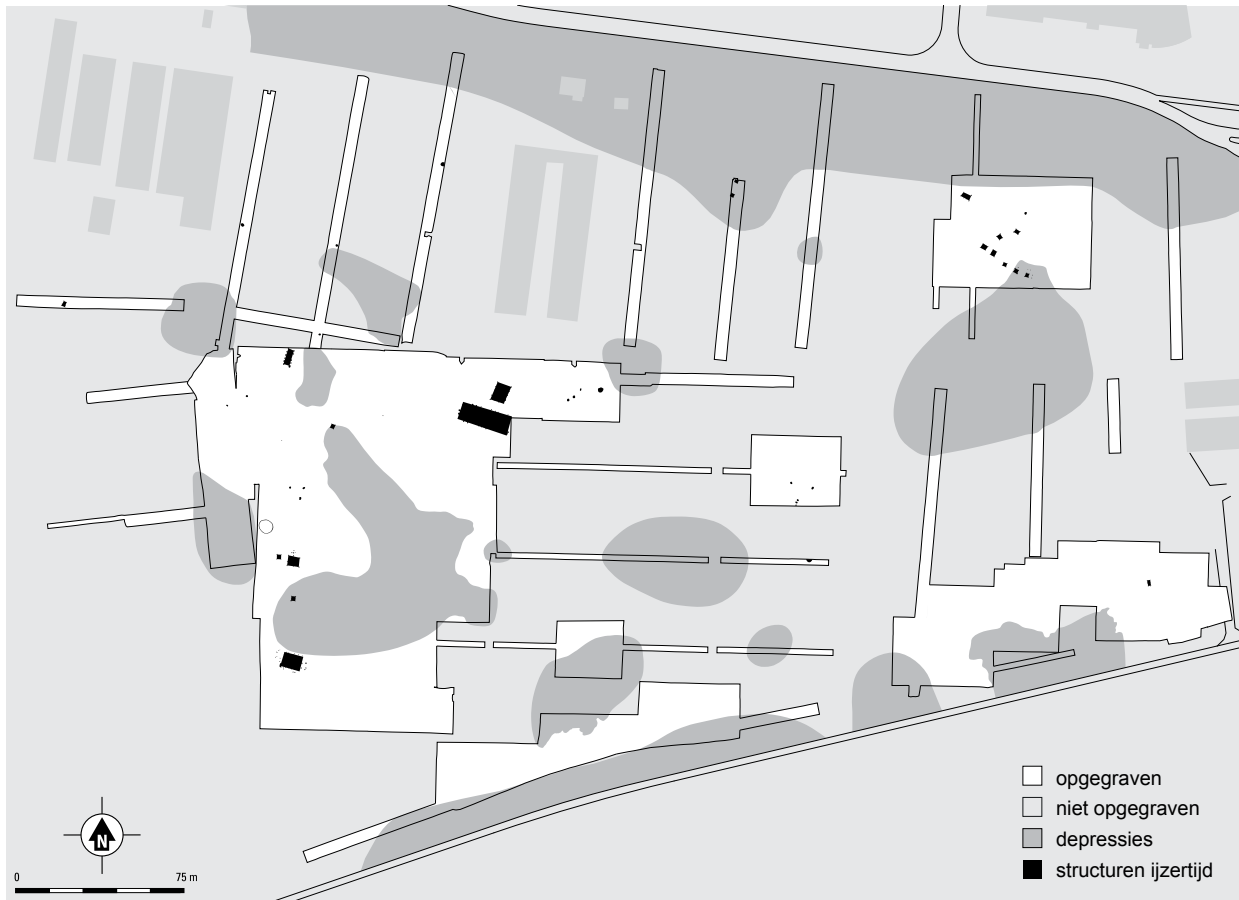 opgegraven
niet opgegraven
depressies
structuren ijzertijd
N
0 75 m